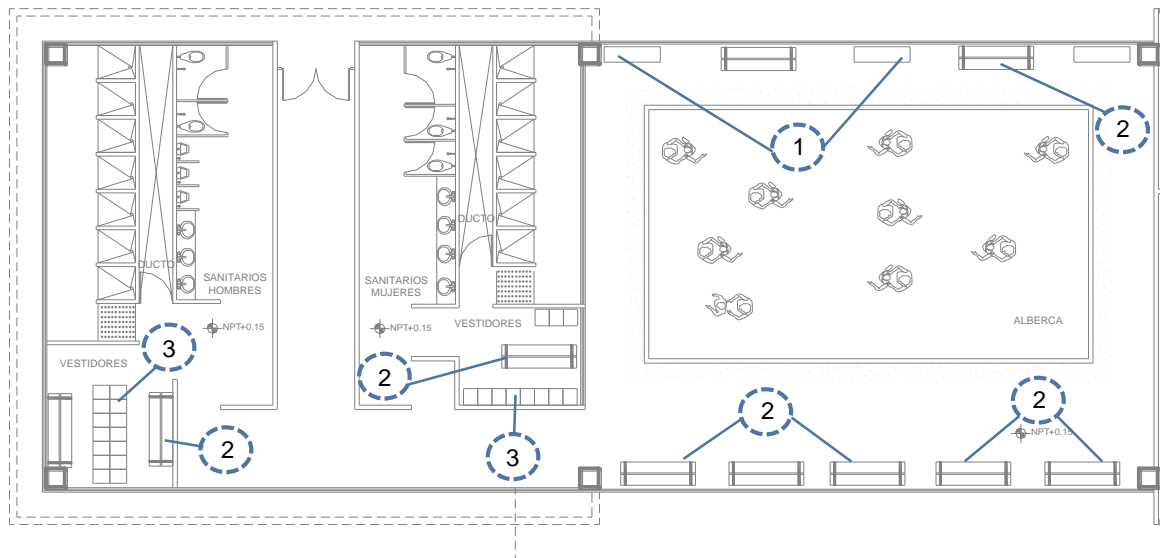 1
2
DUCTO
DUCTO
SANITARIOS
HOMBRES
SANITARIOS
MUJERES
NPT+0.15
NPT+0.15
VESTIDORES
ALBERCA
3
VESTIDORES
2
2
2
2
NPT+0.15
3